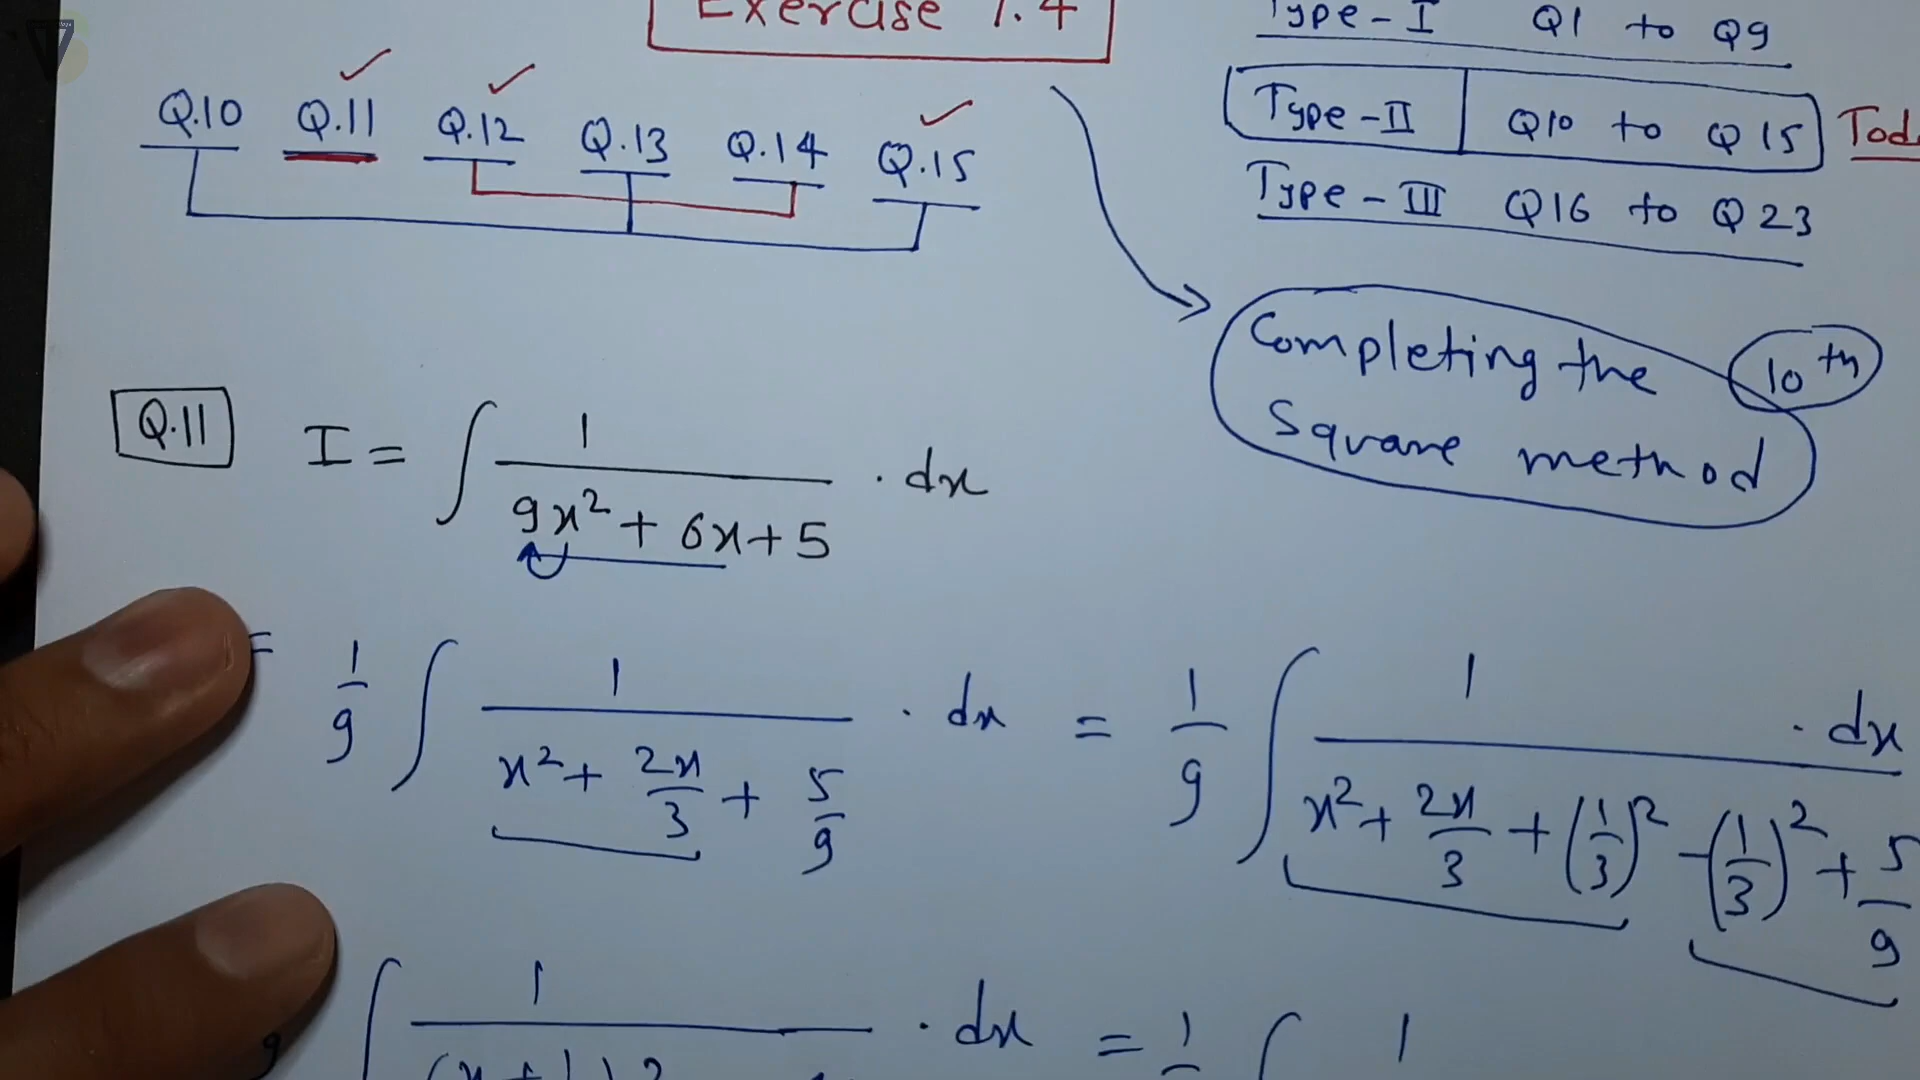 Exercise 7.4
Type-I Q1 to Q9
Type-II Q10 to Q15
Type-III Q16 to Q23
Q.10 Q.11 Q.12 Q.13 Q.14 Q.15
Completing the
Square method
10th
Q.11 I = ∫ 1/(9x² + 6x + 5) . dx
= 1/9 ∫ 1/(x² + 2x/3 + 5/9) . dx = 1/9 ∫ 1/(x² + 2x/3 + (1/3)² - (1/3)² + 5/9) . dx